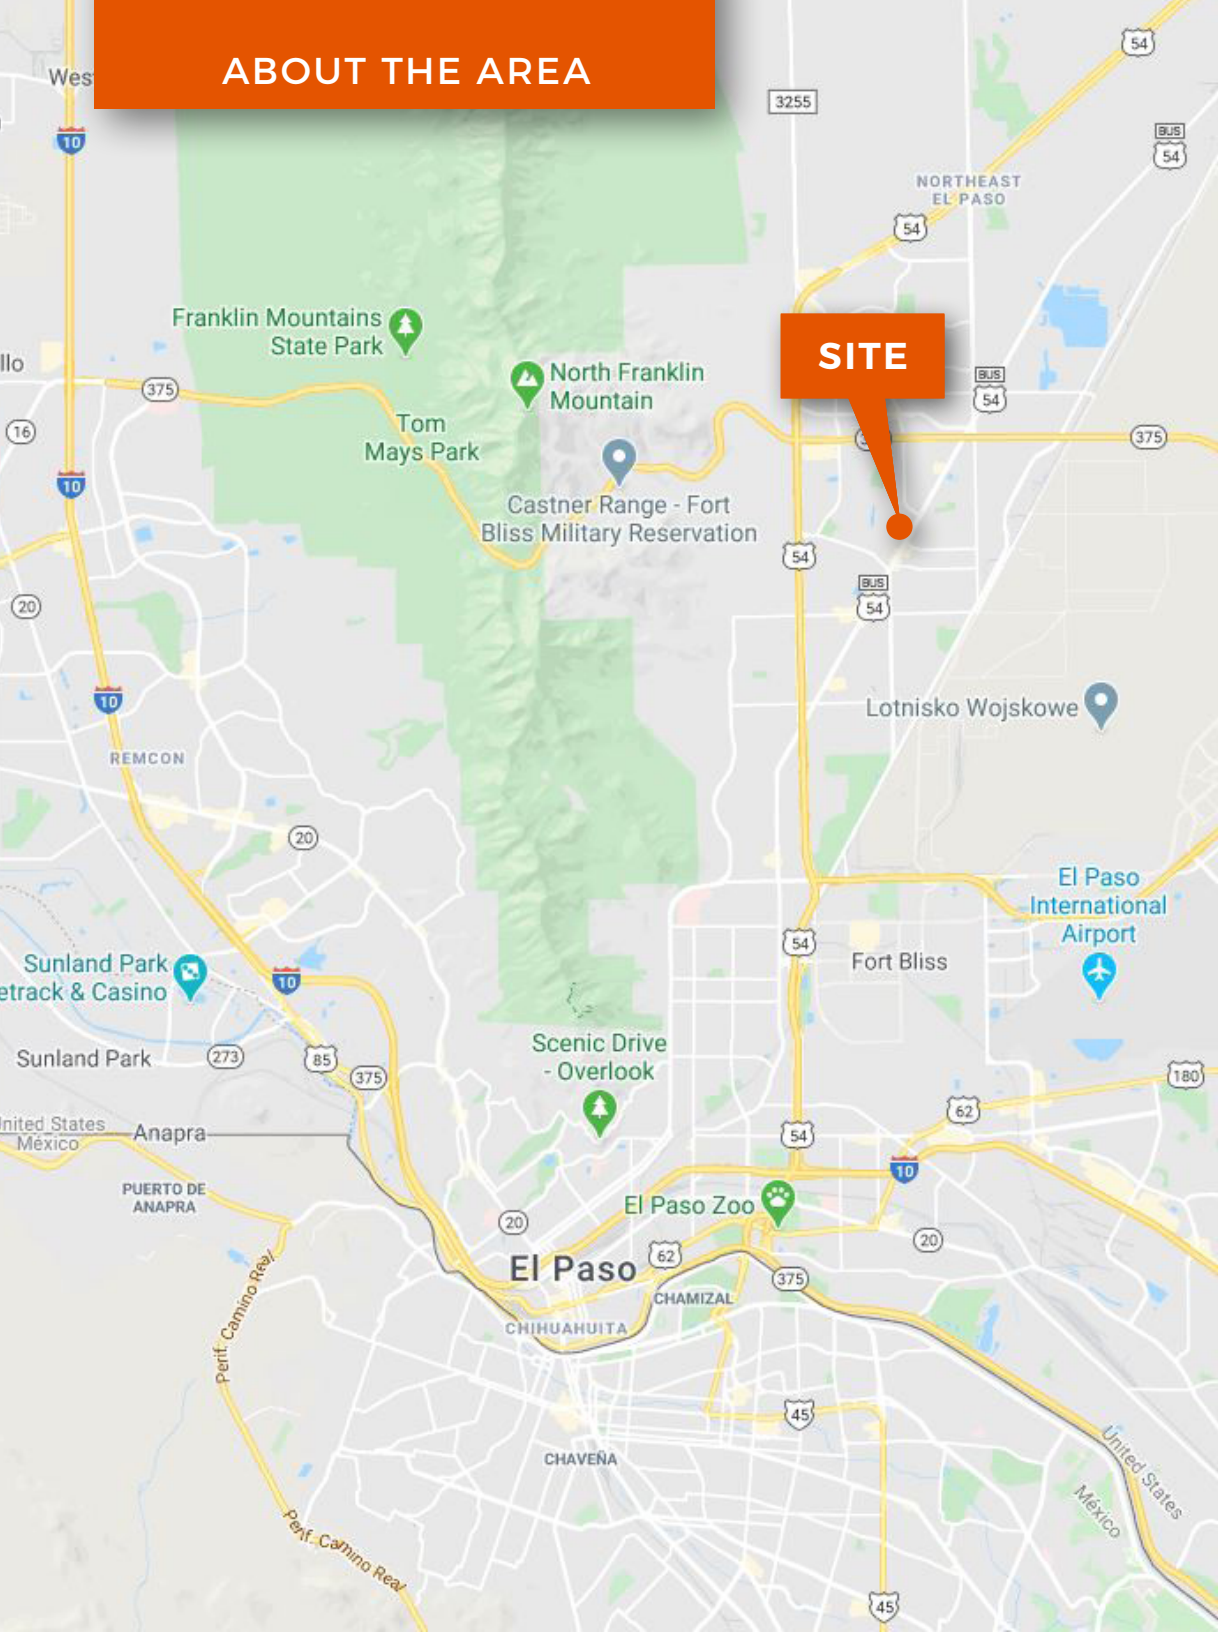 ABOUT THE AREA
54
3255
10
BUS
54
NORTHEAST
EL PASO
54
Franklin Mountains
State Park
SITE
North Franklin
Mountain
BUS
54
375
Tom
Mays Park
16
375
10
Castner Range - Fort
Bliss Military Reservation
54
BUS
54
20
10
Lotnisko Wojskowe
REMCON
20
El Paso
International
Airport
54
Fort Bliss
Sunland Park
etrack & Casino
10
Scenic Drive
- Overlook
Sunland Park
273
85
375
180
62
nited States
México
Anapra
54
10
PUERTO DE
ANAPRA
El Paso Zoo
20
20
El Paso
62
375
CHAMIZAL
CHIHUAHUITA
Perif. Camino Real
45
CHAVEÑA
United States
México
Perif. Camino Real
45